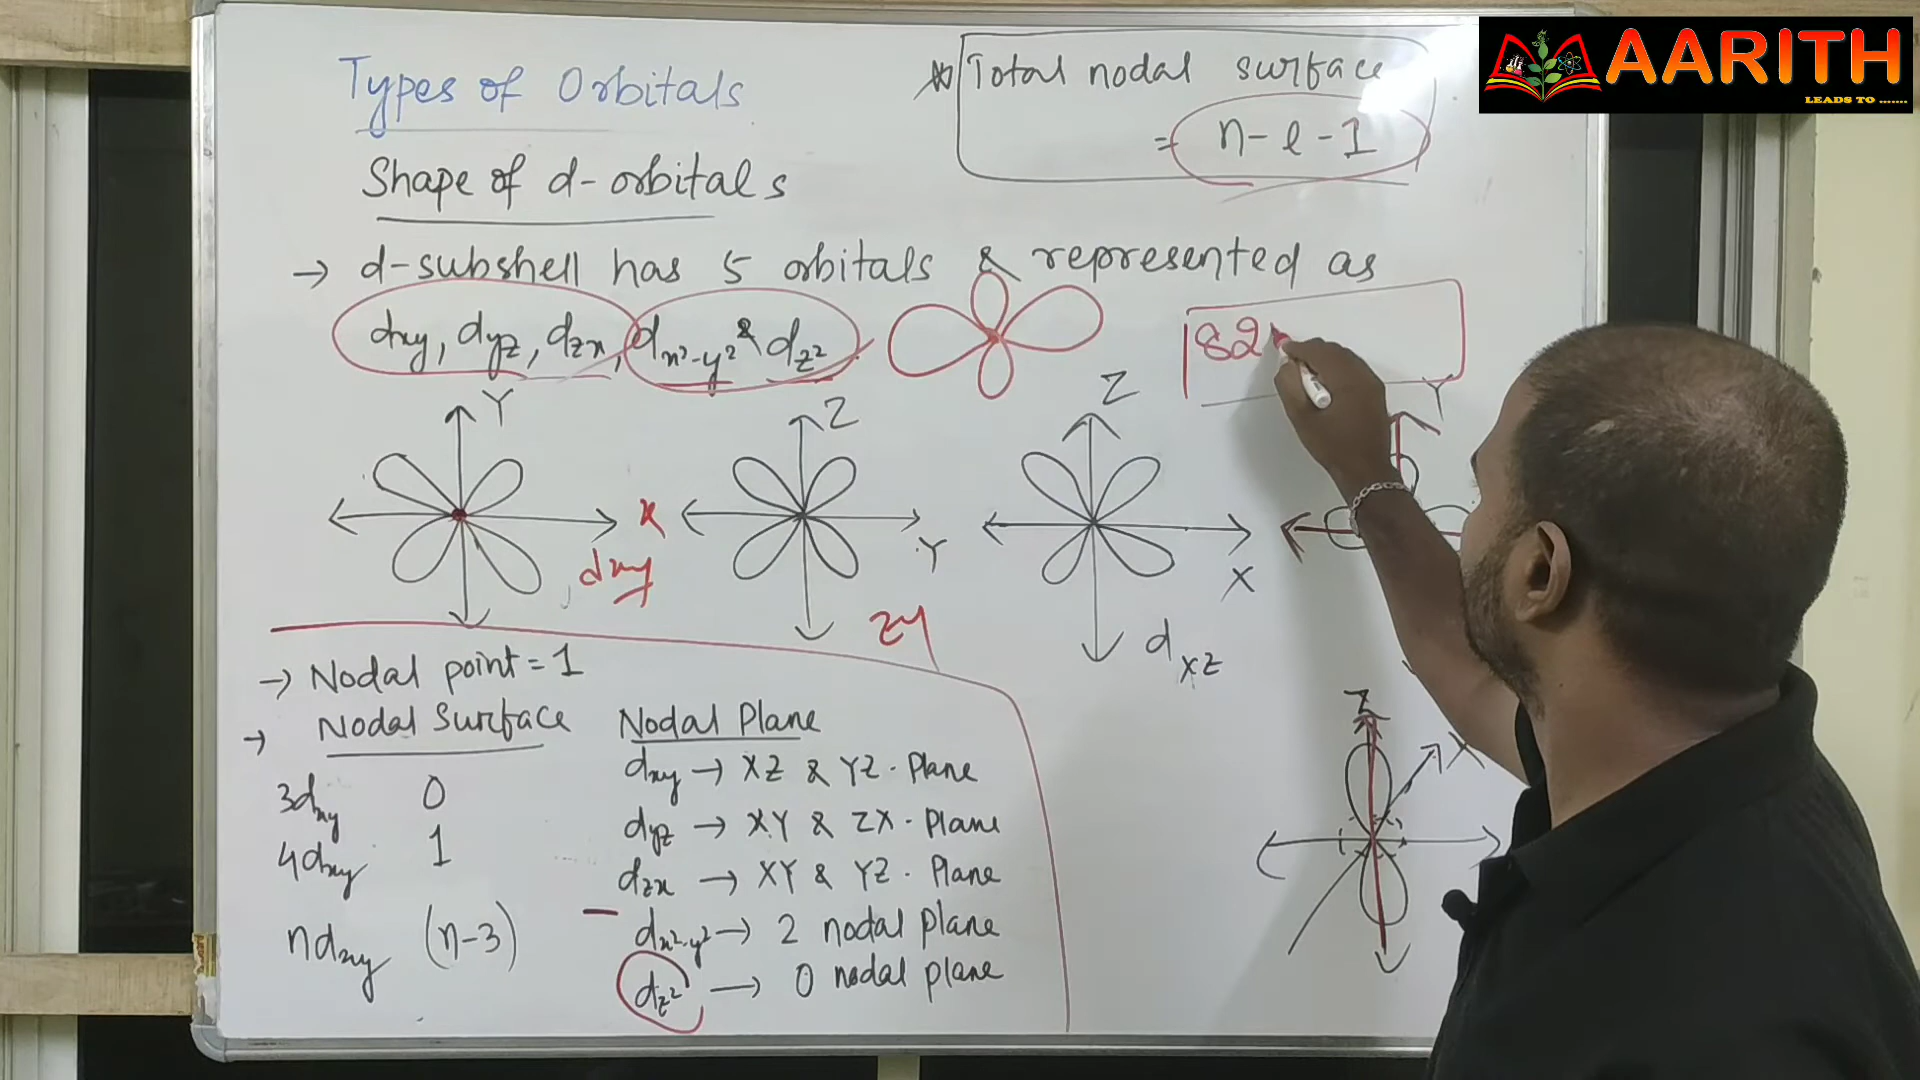 AARITH
LEADS TO .......
Types of Orbitals
Total nodal surface
= n-l-1
Shape of d-orbitals
→ d-subshell has 5 orbitals & represented as
dxy, dyz, dzx, dx²-y² & dz²
82
Y
Z
Z
Y
X
dxy
Y
zy
X
dxz
→ Nodal point = 1
→ Nodal Surface
3dxy 0
4dxy 1
ndxy (n-3)
Nodal Plane
dxy → XZ & YZ - Plane
dyz → XY & ZX - Plane
dzx → XY & YZ - Plane
dx²-y² → 2 nodal plane
dz² → 0 nodal plane
Z
X